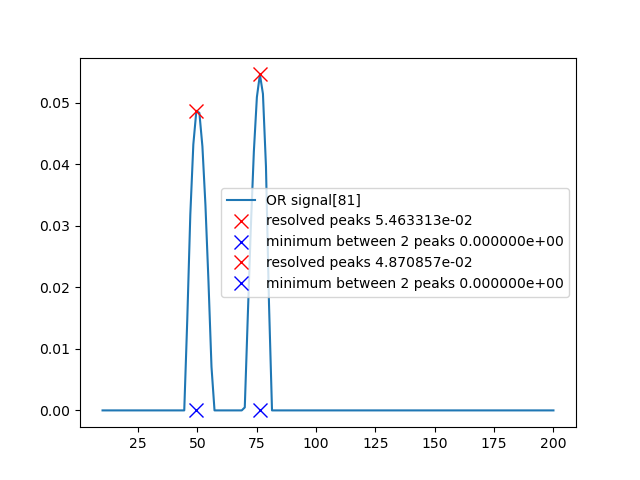 0.05
0.04
0.03
0.02
0.01
0.00
OR signal[81]
resolved peaks 5.463313e-02
minimum between 2 peaks 0.000000e+00
resolved peaks 4.870857e-02
minimum between 2 peaks 0.000000e+00
25 50 75 100 125 150 175 200